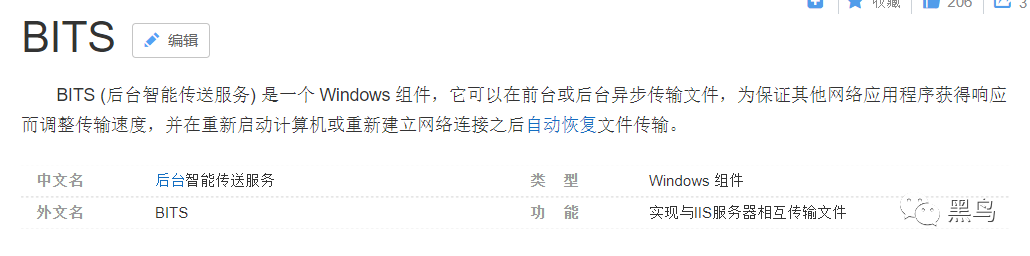 收藏 206 3
BITS 编辑
BITS (后台智能传送服务) 是一个 Windows 组件，它可以在前台或后台异步传输文件，为保证其他网络应用程序获得响应
而调整传输速度，并在重新启动计算机或重新建立网络连接之后自动恢复文件传输。
中文名 后台智能传送服务 类 型 Windows 组件
外文名 BITS 功 能 实现与IIS服务器相互传输文件
黑鸟